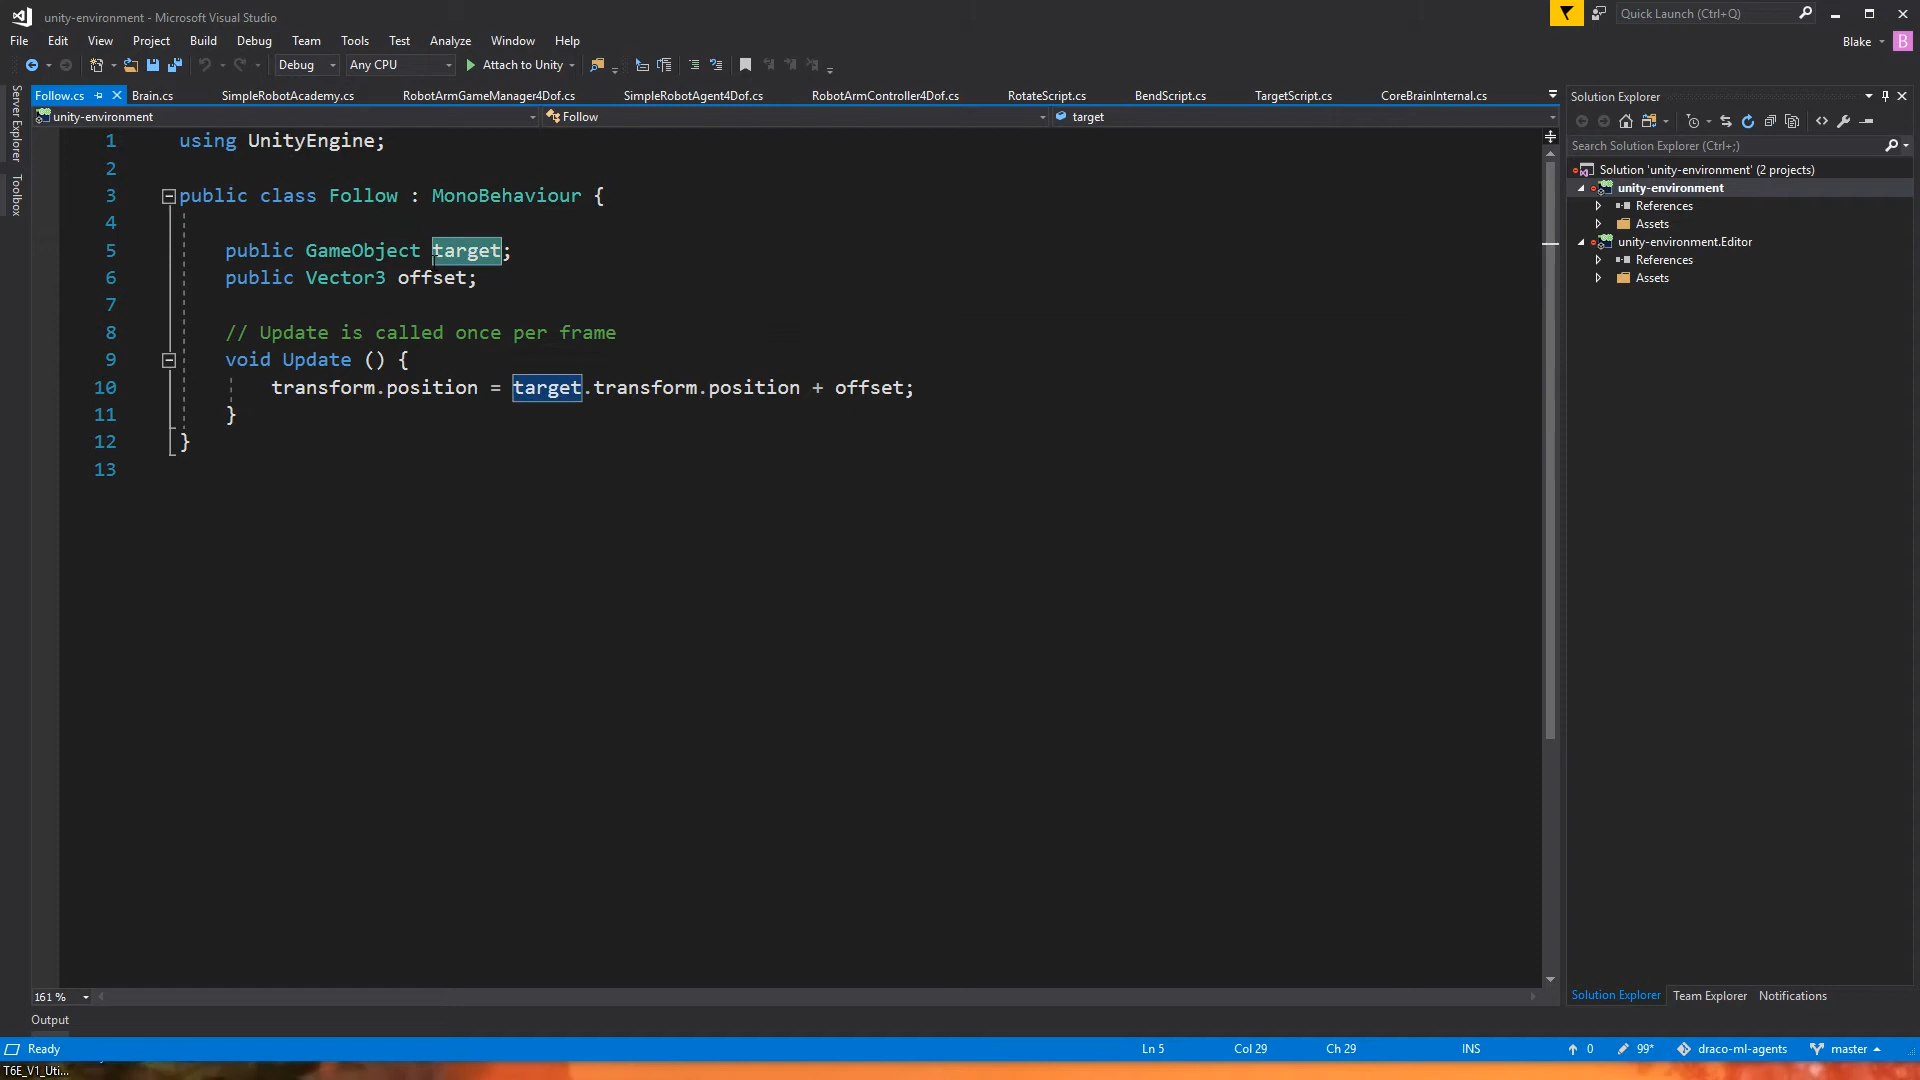 unity-environment - Microsoft Visual Studio
Quick Launch (Ctrl+Q)
File Edit View Project Build Debug Team Tools Test Analyze Window Help
Blake B
Debug Any CPU Attach to Unity
Follow.cs Brain.cs SimpleRobotAcademy.cs RobotArmGameManager4Dof.cs SimpleRobotAgent4Dof.cs RobotArmController4Dof.cs RotateScript.cs BendScript.cs TargetScript.cs CoreBrainInternal.cs
unity-environment Follow target
Server Explorer
Toolbox
1 using UnityEngine;
2
3 public class Follow : MonoBehaviour {
4
5 public GameObject target;
6 public Vector3 offset;
7
8 // Update is called once per frame
9 void Update () {
10 transform.position = target.transform.position + offset;
11 }
12 }
13
161 %
Solution Explorer
Search Solution Explorer (Ctrl+;)
Solution 'unity-environment' (2 projects)
unity-environment
References
Assets
unity-environment.Editor
References
Assets
Solution Explorer Team Explorer Notifications
Output
Ready Ln 5 Col 29 Ch 29 INS 0 99* draco-ml-agents master
T6E_V1_Uti...